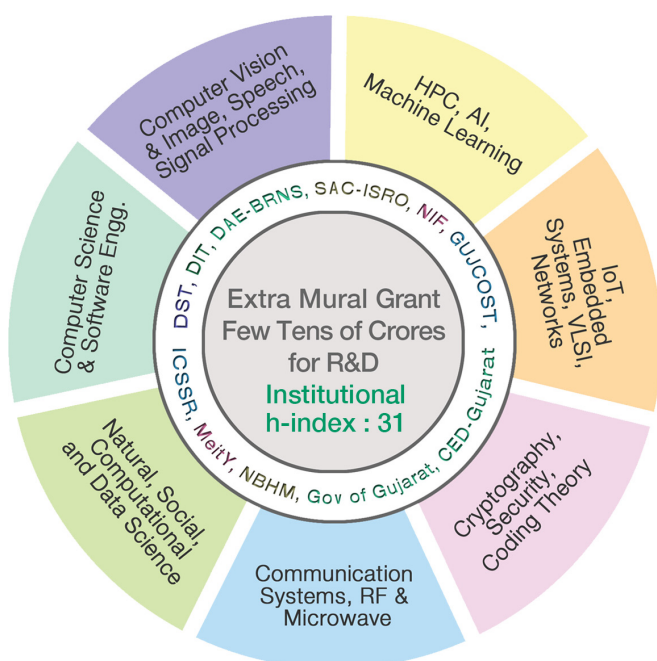 Computer Vision
& Image, Speech,
Signal Processing
HPC, AI,
Machine Learning
IoT,
Embedded
Systems, VLSI,
Networks
Cryptography,
Security,
Coding Theory
Communication
Systems, RF &
Microwave
Natural, Social,
Computational
and Data Science
Computer Science
& Software Engg.
DST, DIT, DAE-BRNS, SAC-ISRO, NIF, GUJCOST,
ICSSR, MeitY, NBHM, Gov of Gujarat, CED-Gujarat
Extra Mural Grant
Few Tens of Crores
for R&D
Institutional
h-index : 31